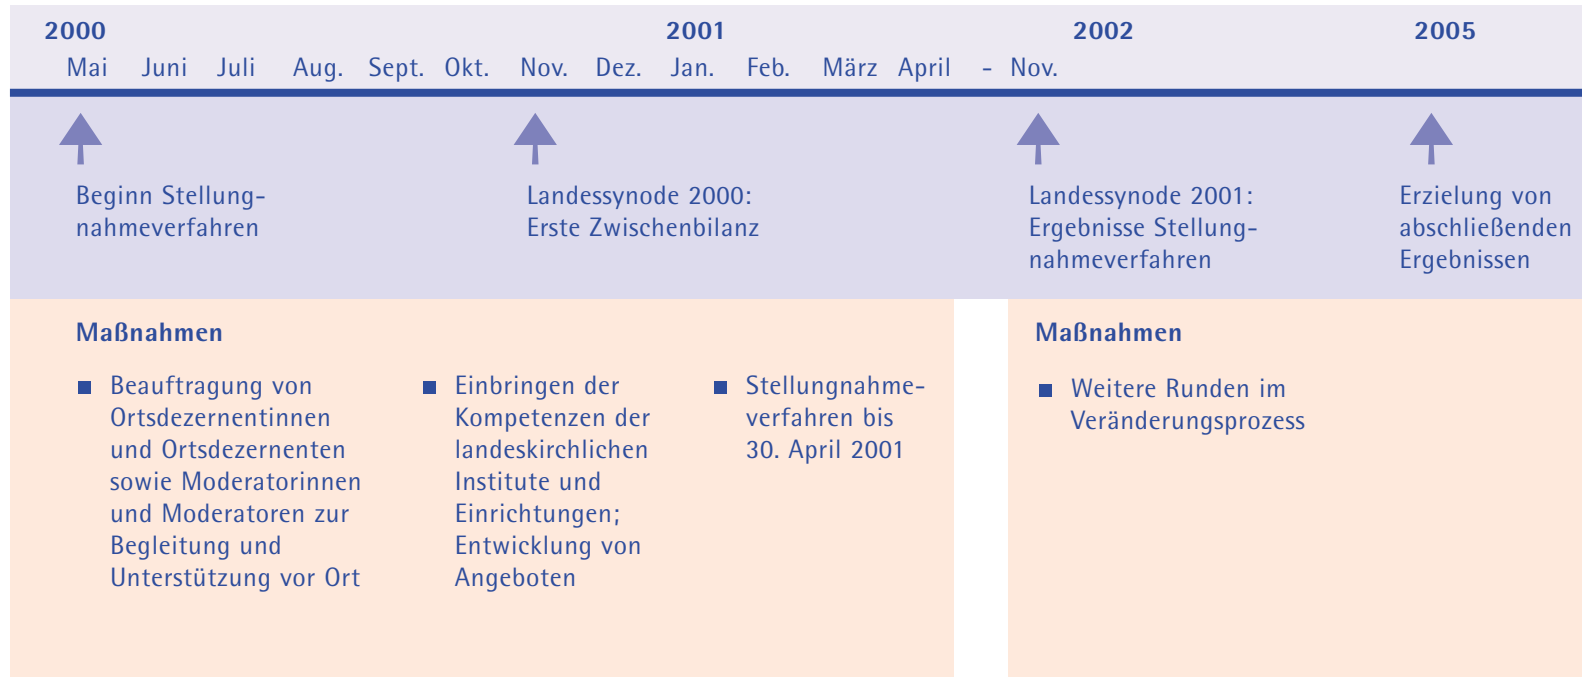 2000 2001 2002 2005
Mai Juni Juli Aug. Sept. Okt. Nov. Dez. Jan. Feb. März April - Nov.
Beginn Stellung-
nahmeverfahren
Landessynode 2000:
Erste Zwischenbilanz
Landessynode 2001:
Ergebnisse Stellung-
nahmeverfahren
Erzielung von
abschließenden
Ergebnissen
Maßnahmen
■ Beauftragung von
Ortsdezernentinnen
und Ortsdezernenten
sowie Moderatorinnen
und Moderatoren zur
Begleitung und
Unterstützung vor Ort
■ Einbringen der
Kompetenzen der
landeskirchlichen
Institute und
Einrichtungen;
Entwicklung von
Angeboten
■ Stellungnahme-
verfahren bis
30. April 2001
Maßnahmen
■ Weitere Runden im
Veränderungsprozess